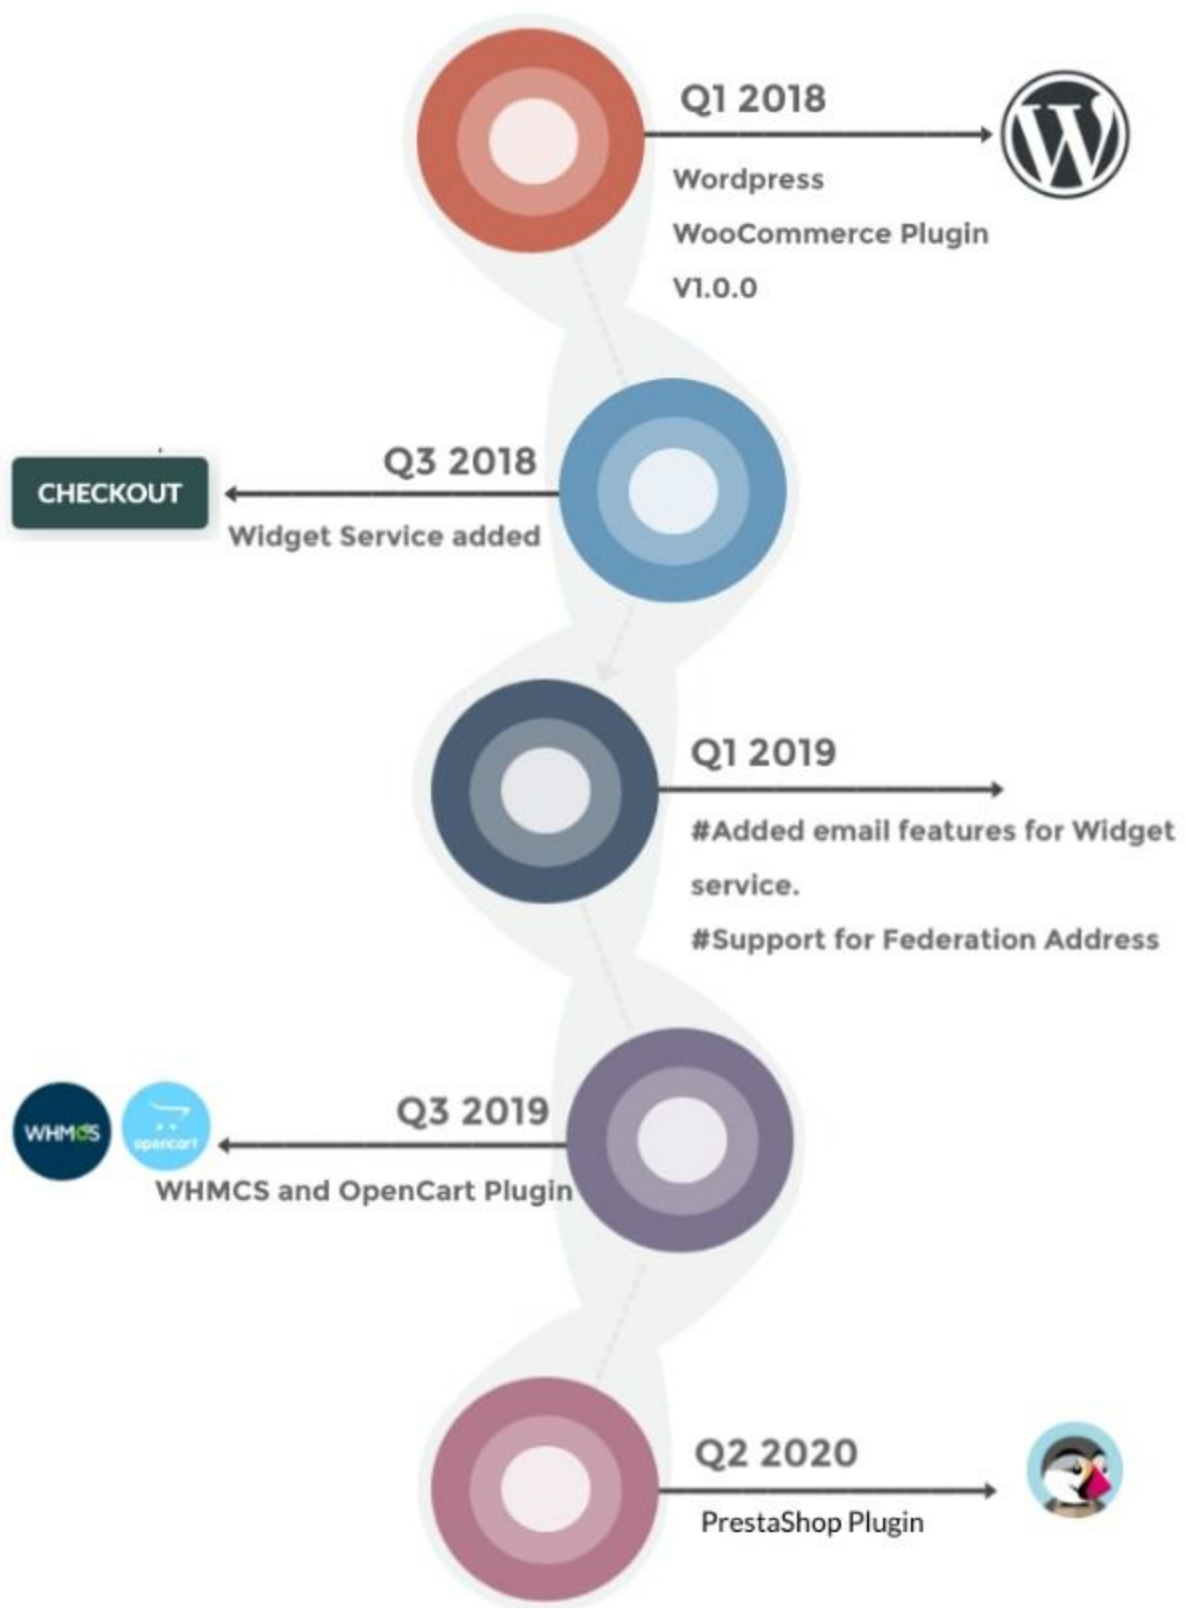 Q1 2018
Wordpress
WooCommerce Plugin
V1.0.0
Q3 2018
CHECKOUT
Widget Service added
Q1 2019
#Added email features for Widget
service.
#Support for Federation Address
Q3 2019
WHMCS
opencart
WHMCS and OpenCart Plugin
Q2 2020
PrestaShop Plugin